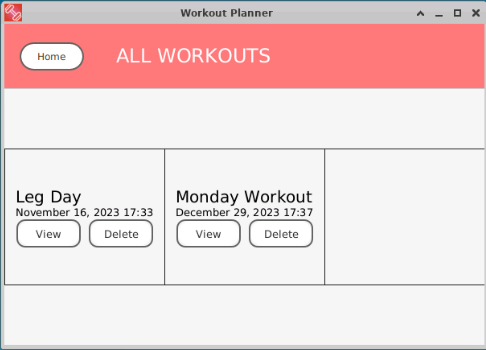 Workout Planner
Home
ALL WORKOUTS
Leg Day
November 16, 2023 17:33
View
Delete
Monday Workout
December 29, 2023 17:37
View
Delete